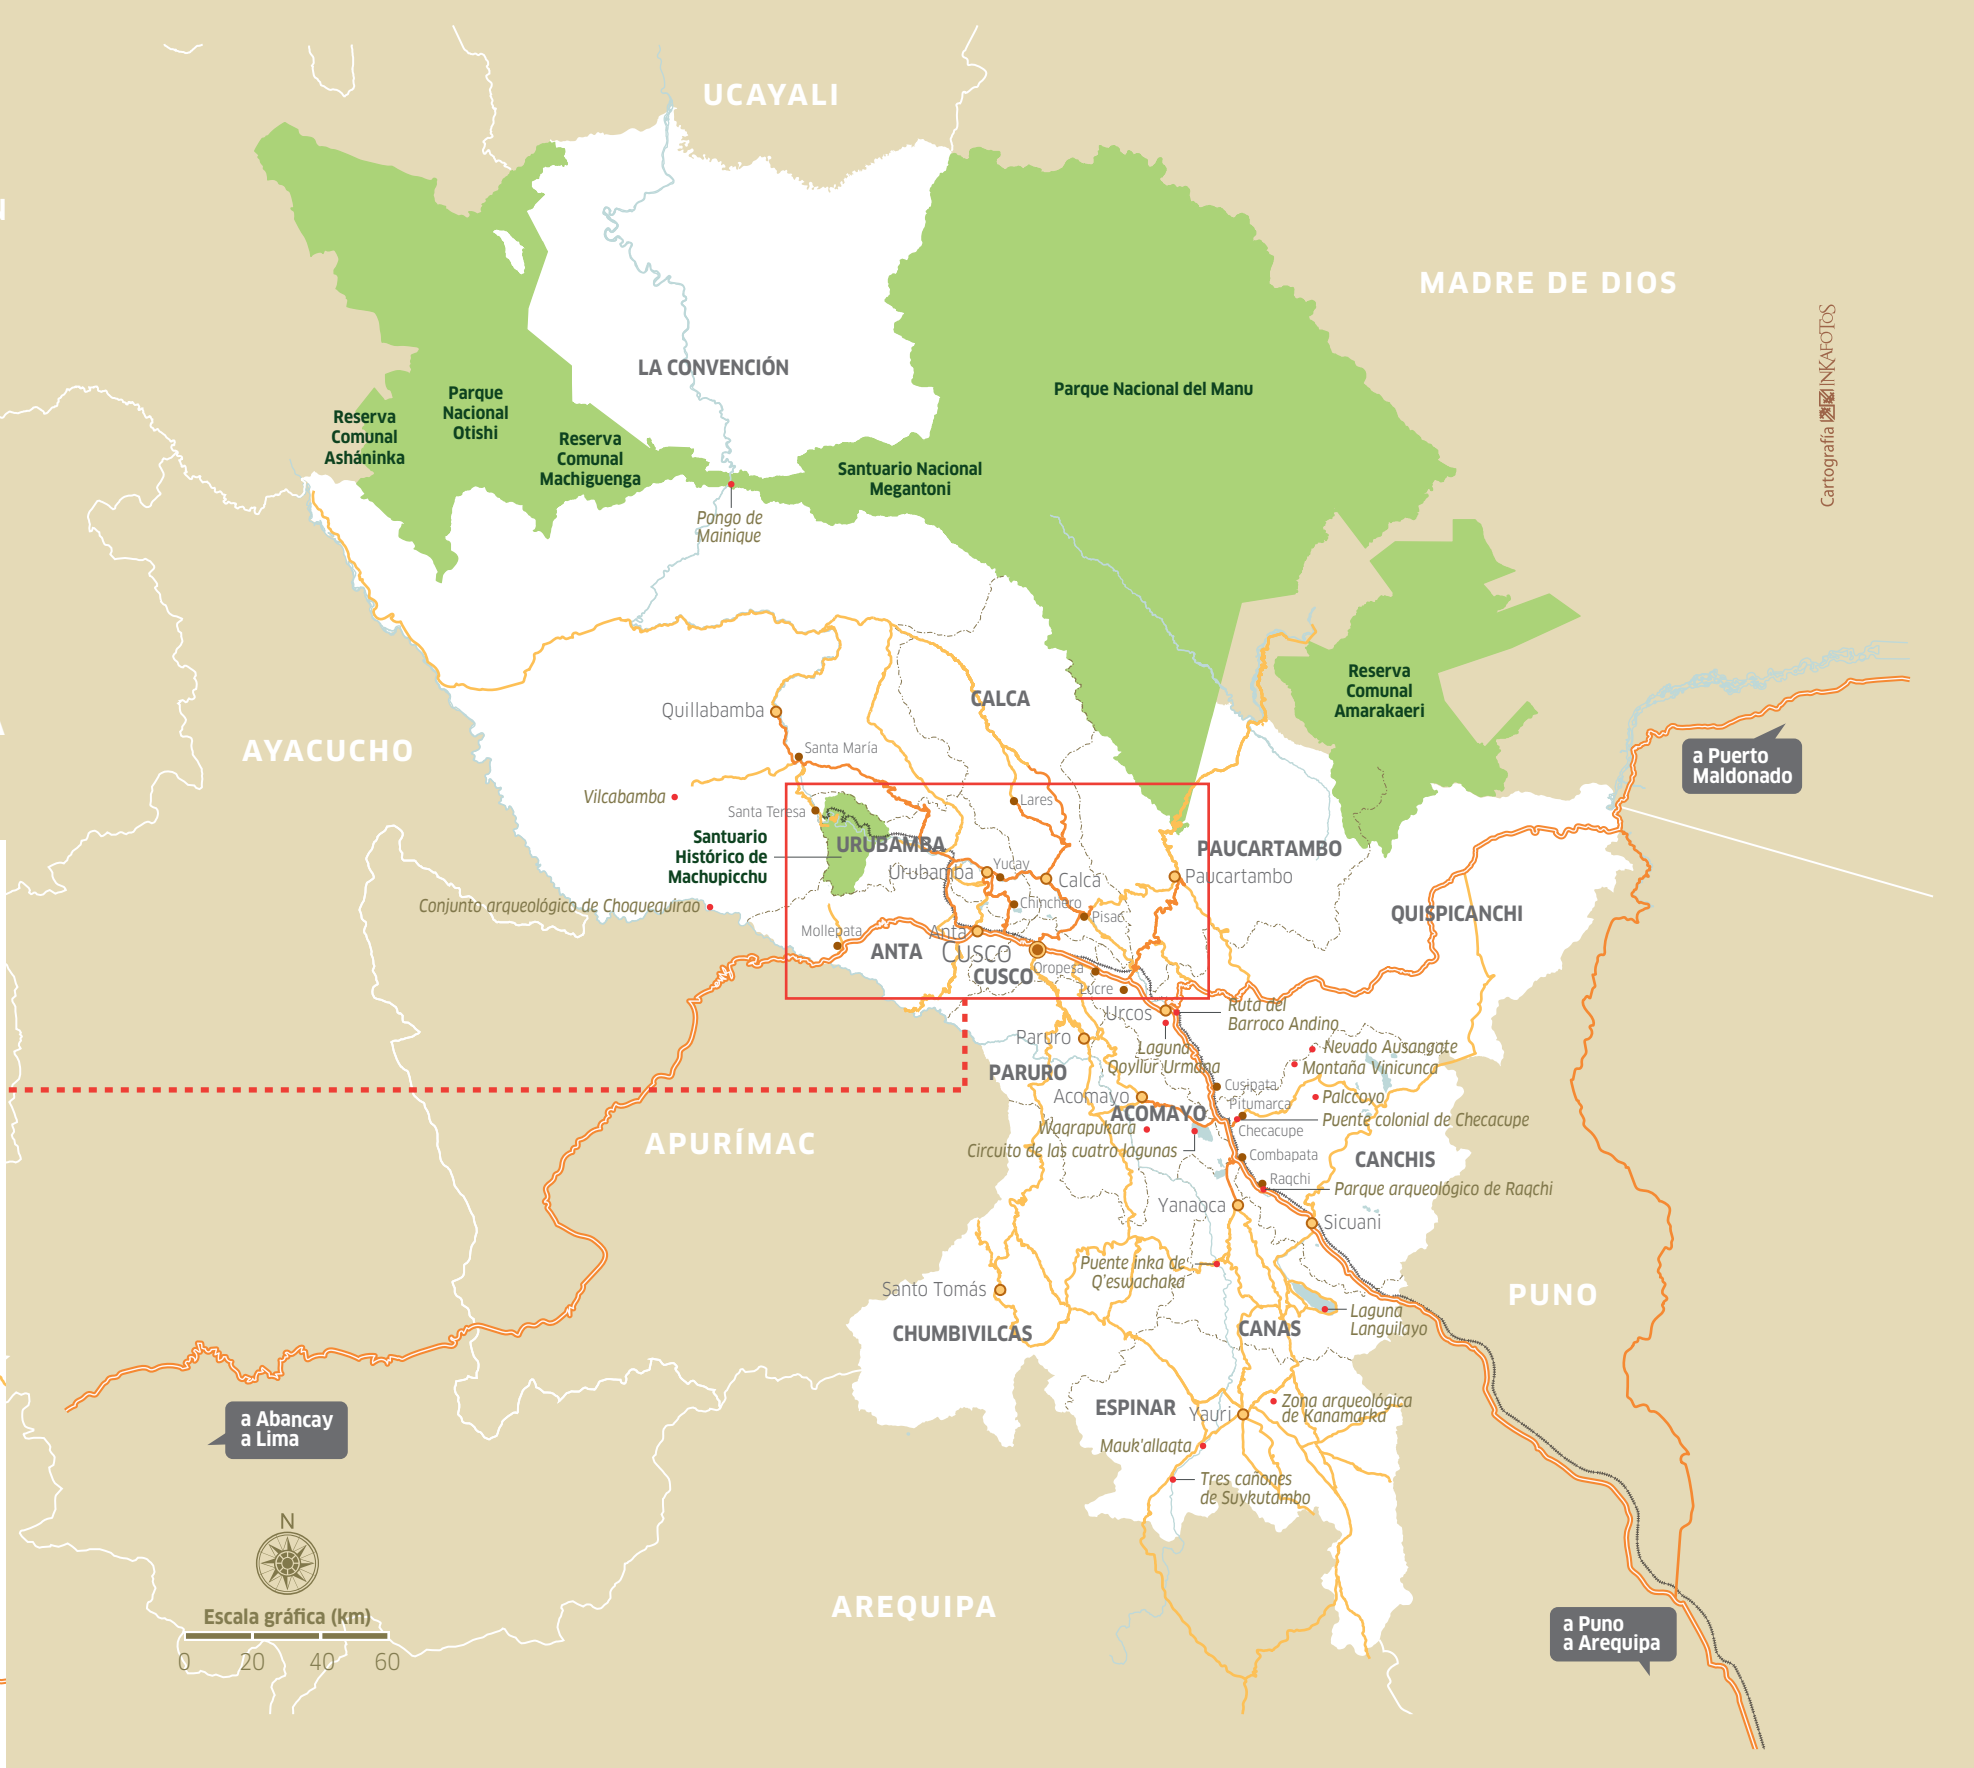 UCAYALI
MADRE DE DIOS
Cartografía INKAFOTOS
LA CONVENCIÓN
Parque Nacional del Manu
Parque
Nacional
Otishi
Reserva
Comunal
Asháninka
Reserva
Comunal
Machiguenga
Santuario Nacional
Megantoni
Pongo de
Mainique
Reserva
Comunal
Amarakaeri
CALCA
Quillabamba
AYACUCHO
Santa María
a Puerto
Maldonado
Vilcabamba
Lares
Santa Teresa
Santuario
Histórico de
Machupicchu
URUBAMBA
PAUCARTAMBO
Urubamba
Yucay
Calca
Paucartambo
Conjunto arqueológico de Choquequirao
Chinchero
Pisac
QUISPICANCHI
Mollepata
Anta
ANTA
Cusco
CUSCO
Oropesa
Lucre
Urcos
Ruta del
Barroco Andino
Paruro
Laguna
Qoyllur Urmana
Nevado Ausangate
Montaña Vinicunca
PARURO
Cusipata
Acomayo
Pitumarca
Palccoyo
ACOMAYO
Puente colonial de Checacupe
Waqrapukara
Checacupe
APURÍMAC
Circuito de las cuatro lagunas
Combapata
CANCHIS
Raqchi
Parque arqueológico de Raqchi
Yanaoca
Sicuani
Puente inka de
Q'eswachaka
Santo Tomás
PUNO
Laguna
Languilayo
CHUMBIVILCAS
CANAS
ESPINAR
Yauri
Zona arqueológica
de Kanamarka
a Abancay
a Lima
Mauk'allaqta
Tres cañones
de Suykutambo
N
Escala gráfica (km)
0 20 40 60
AREQUIPA
a Puno
a Arequipa